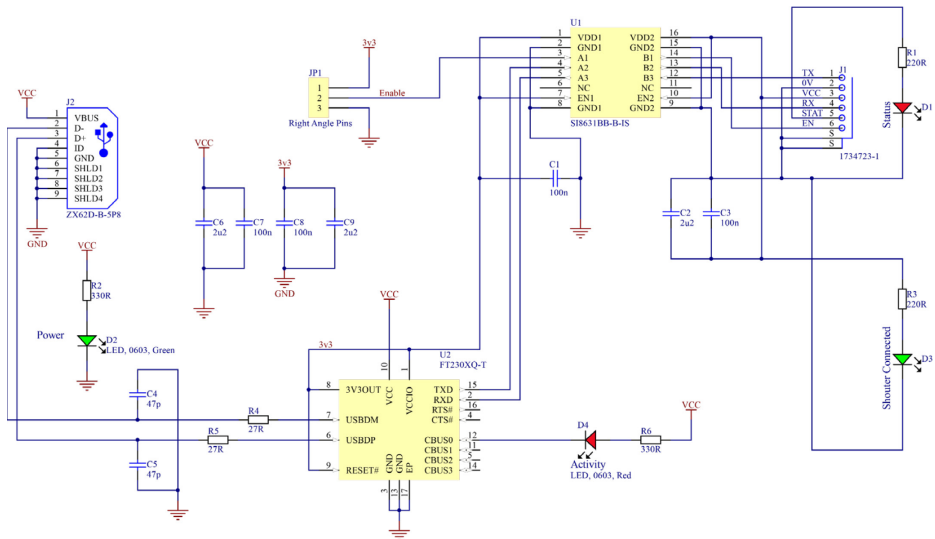 U1
1 VDD1 VDD2 16
2 GND1 GND2 15
3 A1 B1 14
4 A2 B2 13
5 A3 B3 12
6 NC NC 11
7 EN1 EN2 10
8 GND1 GND2 9
SI8631BB-B-IS
3v3
JP1
1
2
3
Enable
Right Angle Pins
VCC
J2
1 VBUS
2 D-
3 D+
4 ID
5 GND
6 SHLD1
7 SHLD2
8 SHLD3
9 SHLD4
ZX62D-B-5P8
GND
J1
TX 1
0V 2
VCC 3
RX 4
STAT 5
EN 6
S
S
1734723-1
R1
220R
Status
D1
C1
100n
VCC
C6
2u2
C7
100n
3v3
C8
100n
C9
2u2
GND
C2
2u2
C3
100n
VCC
R2
330R
Power
D2
LED, 0603, Green
R3
220R
Shouter Connected
D3
VCC
3v3
U2
FT230XQ-T
10 VCC
1 VCCIO
8 3V3OUT TXD 15
RXD 2
RTS# 16
7 USBDM CTS# 4
6 USBDP CBUS0 12
CBUS1 11
CBUS2 5
9 RESET# CBUS3 14
GND GND EP
3 13 17
C4
47p
C5
47p
R4
27R
R5
27R
D4
Activity
LED, 0603, Red
R6
330R
VCC